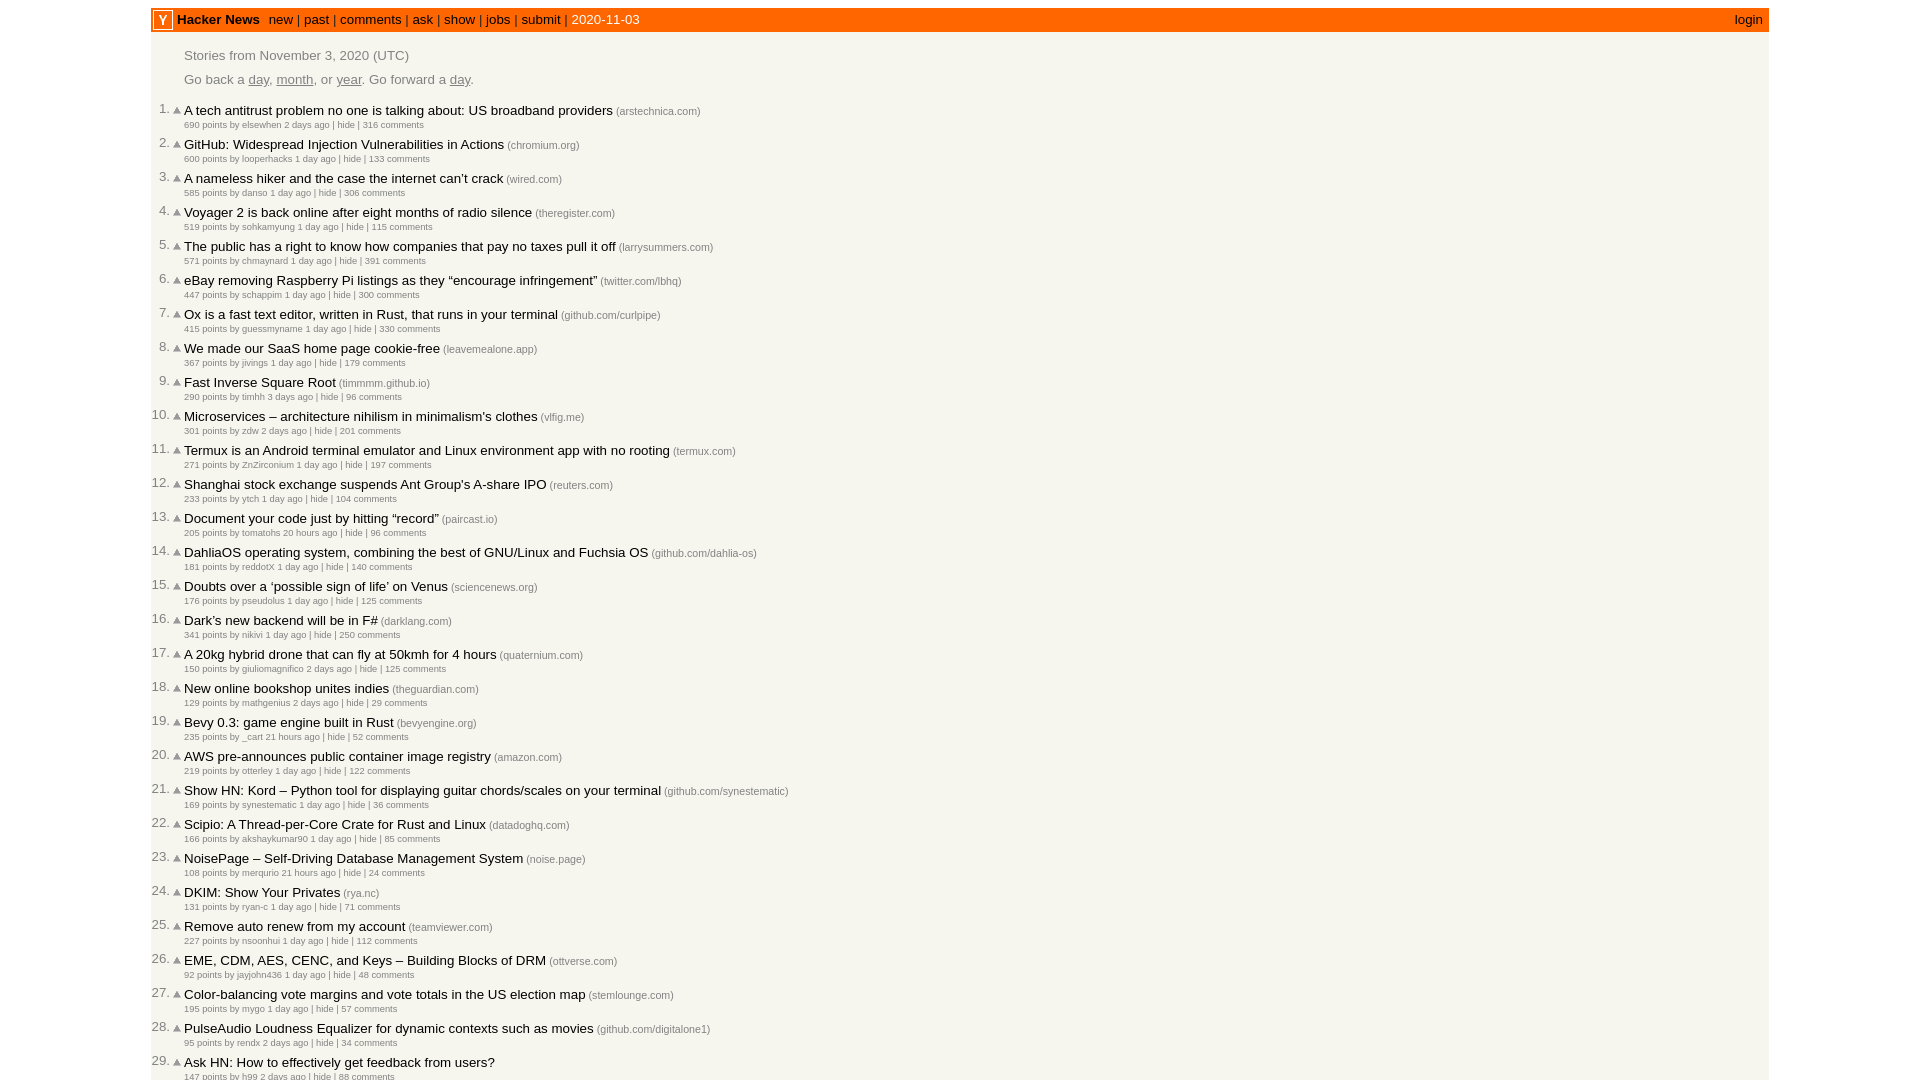 Y Hacker News new | past | comments | ask | show | jobs | submit | 2020-11-03 login
Stories from November 3, 2020 (UTC)
Go back a day, month, or year. Go forward a day.
1. A tech antitrust problem no one is talking about: US broadband providers (arstechnica.com)
690 points by elsewhen 2 days ago | hide | 316 comments
2. GitHub: Widespread Injection Vulnerabilities in Actions (chromium.org)
600 points by looperhacks 1 day ago | hide | 133 comments
3. A nameless hiker and the case the internet can’t crack (wired.com)
585 points by danso 1 day ago | hide | 306 comments
4. Voyager 2 is back online after eight months of radio silence (theregister.com)
519 points by sohkamyung 1 day ago | hide | 115 comments
5. The public has a right to know how companies that pay no taxes pull it off (larrysummers.com)
571 points by chmaynard 1 day ago | hide | 391 comments
6. eBay removing Raspberry Pi listings as they “encourage infringement” (twitter.com/lbhq)
447 points by schappim 1 day ago | hide | 300 comments
7. Ox is a fast text editor, written in Rust, that runs in your terminal (github.com/curlpipe)
415 points by guessmyname 1 day ago | hide | 330 comments
8. We made our SaaS home page cookie-free (leavemealone.app)
367 points by jivings 1 day ago | hide | 179 comments
9. Fast Inverse Square Root (timmmm.github.io)
290 points by timhh 3 days ago | hide | 96 comments
10. Microservices – architecture nihilism in minimalism's clothes (vlfig.me)
301 points by zdw 2 days ago | hide | 201 comments
11. Termux is an Android terminal emulator and Linux environment app with no rooting (termux.com)
271 points by ZnZirconium 1 day ago | hide | 197 comments
12. Shanghai stock exchange suspends Ant Group's A-share IPO (reuters.com)
233 points by ytch 1 day ago | hide | 104 comments
13. Document your code just by hitting “record” (paircast.io)
205 points by tomatohs 20 hours ago | hide | 96 comments
14. DahliaOS operating system, combining the best of GNU/Linux and Fuchsia OS (github.com/dahlia-os)
181 points by reddotX 1 day ago | hide | 140 comments
15. Doubts over a ‘possible sign of life’ on Venus (sciencenews.org)
176 points by pseudolus 1 day ago | hide | 125 comments
16. Dark’s new backend will be in F# (darklang.com)
341 points by nikivi 1 day ago | hide | 250 comments
17. A 20kg hybrid drone that can fly at 50kmh for 4 hours (quaternium.com)
150 points by giuliomagnifico 2 days ago | hide | 125 comments
18. New online bookshop unites indies (theguardian.com)
129 points by mathgenius 2 days ago | hide | 29 comments
19. Bevy 0.3: game engine built in Rust (bevyengine.org)
235 points by _cart 21 hours ago | hide | 52 comments
20. AWS pre-announces public container image registry (amazon.com)
219 points by otterley 1 day ago | hide | 122 comments
21. Show HN: Kord – Python tool for displaying guitar chords/scales on your terminal (github.com/synestematic)
169 points by synestematic 1 day ago | hide | 36 comments
22. Scipio: A Thread-per-Core Crate for Rust and Linux (datadoghq.com)
166 points by akshaykumar90 1 day ago | hide | 85 comments
23. NoisePage – Self-Driving Database Management System (noise.page)
108 points by merqurio 21 hours ago | hide | 24 comments
24. DKIM: Show Your Privates (rya.nc)
131 points by ryan-c 1 day ago | hide | 71 comments
25. Remove auto renew from my account (teamviewer.com)
227 points by nsoonhui 1 day ago | hide | 112 comments
26. EME, CDM, AES, CENC, and Keys – Building Blocks of DRM (ottverse.com)
92 points by jayjohn436 1 day ago | hide | 48 comments
27. Color-balancing vote margins and vote totals in the US election map (stemlounge.com)
195 points by mygo 1 day ago | hide | 57 comments
28. PulseAudio Loudness Equalizer for dynamic contexts such as movies (github.com/digitalone1)
95 points by rendx 2 days ago | hide | 34 comments
29. Ask HN: How to effectively get feedback from users?
147 points by h99 2 days ago | hide | 88 comments